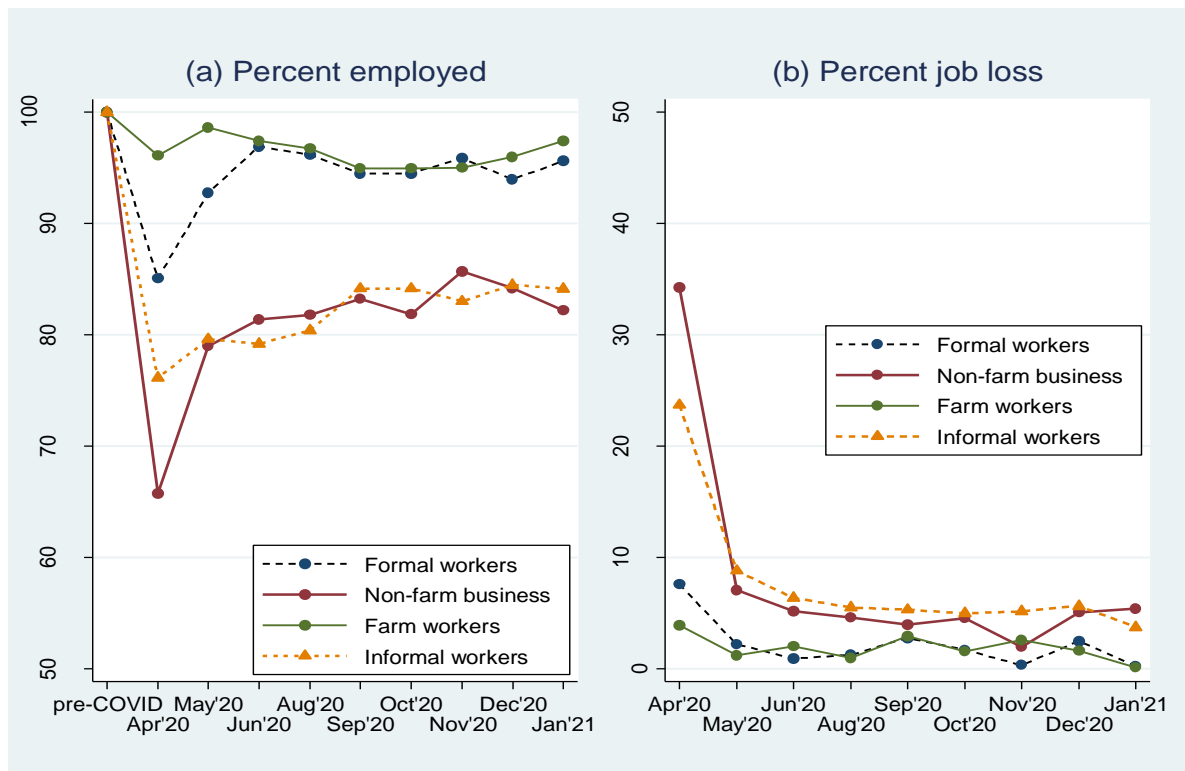 (a) Percent employed
100
90
80
70
60
50
Formal workers
Non-farm business
Farm workers
Informal workers
pre-COVID May'20 Aug'20 Oct'20 Dec'20
Apr'20 Jun'20 Sep'20 Nov'20 Jan'21
(b) Percent job loss
50
40
30
20
10
0
Formal workers
Non-farm business
Farm workers
Informal workers
Apr'20 Jun'20 Sep'20 Nov'20 Jan'21
May'20 Aug'20 Oct'20 Dec'20